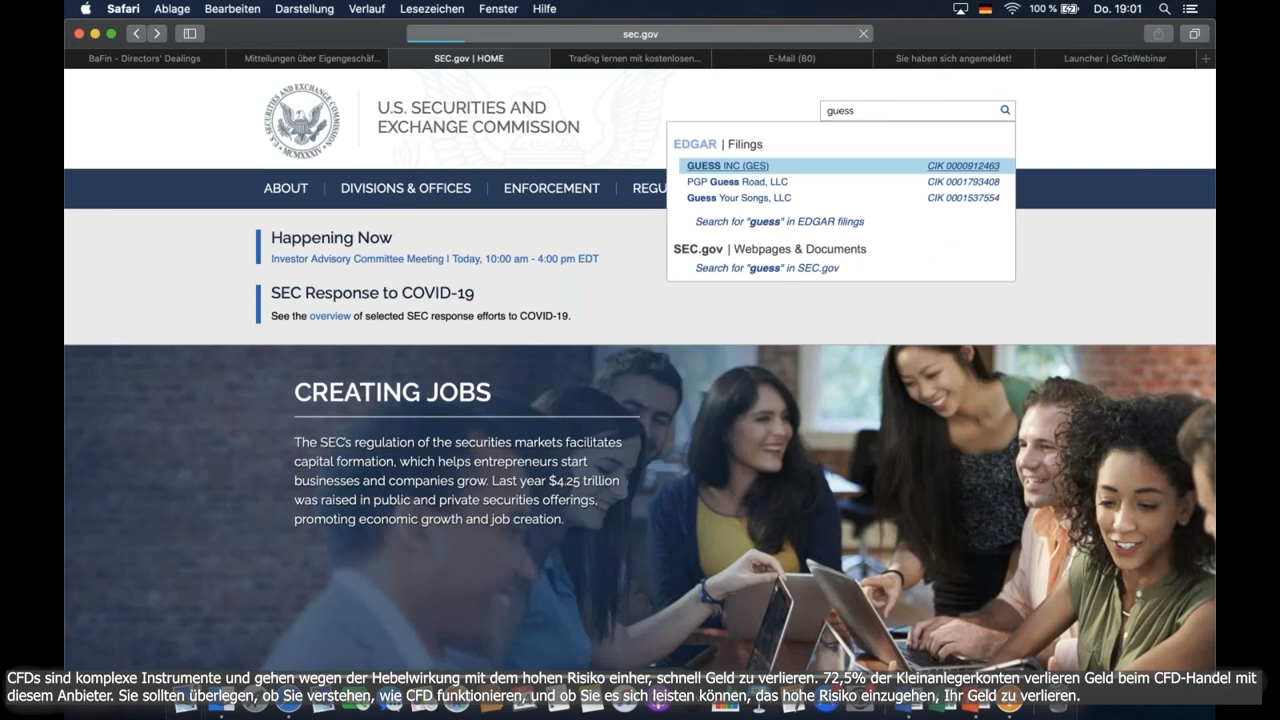 Safari Ablage Bearbeiten Darstellung Verlauf Lesezeichen Fenster Hilfe 100 % Do. 19:01
sec.gov
BaFin - Directors' Dealings Mitteilungen über Eigengeschäf... SEC.gov | HOME Trading lernen mit kostenlosen... E-Mail (80) Sie haben sich angemeldet! Launcher | GoToWebinar
U.S. SECURITIES AND
EXCHANGE COMMISSION
guess
EDGAR | Filings
GUESS INC (GES) CIK 0000912463
PGP Guess Road, LLC CIK 0001793408
Guess Your Songs, LLC CIK 0001537554
Search for "guess" in EDGAR filings
SEC.gov | Webpages & Documents
Search for "guess" in SEC.gov
ABOUT DIVISIONS & OFFICES ENFORCEMENT REGU
Happening Now
Investor Advisory Committee Meeting | Today, 10:00 am - 4:00 pm EDT
SEC Response to COVID-19
See the overview of selected SEC response efforts to COVID-19.
CREATING JOBS
The SEC's regulation of the securities markets facilitates
capital formation, which helps entrepreneurs start
businesses and companies grow. Last year $4.25 trillion
was raised in public and private securities offerings,
promoting economic growth and job creation.
CFDs sind komplexe Instrumente und gehen wegen der Hebelwirkung mit dem hohen Risiko einher, schnell Geld zu verlieren. 72,5% der Kleinanlegerkonten verlieren Geld beim CFD-Handel mit
diesem Anbieter. Sie sollten überlegen, ob Sie verstehen, wie CFD funktionieren, und ob Sie es sich leisten können, das hohe Risiko einzugehen, Ihr Geld zu verlieren.